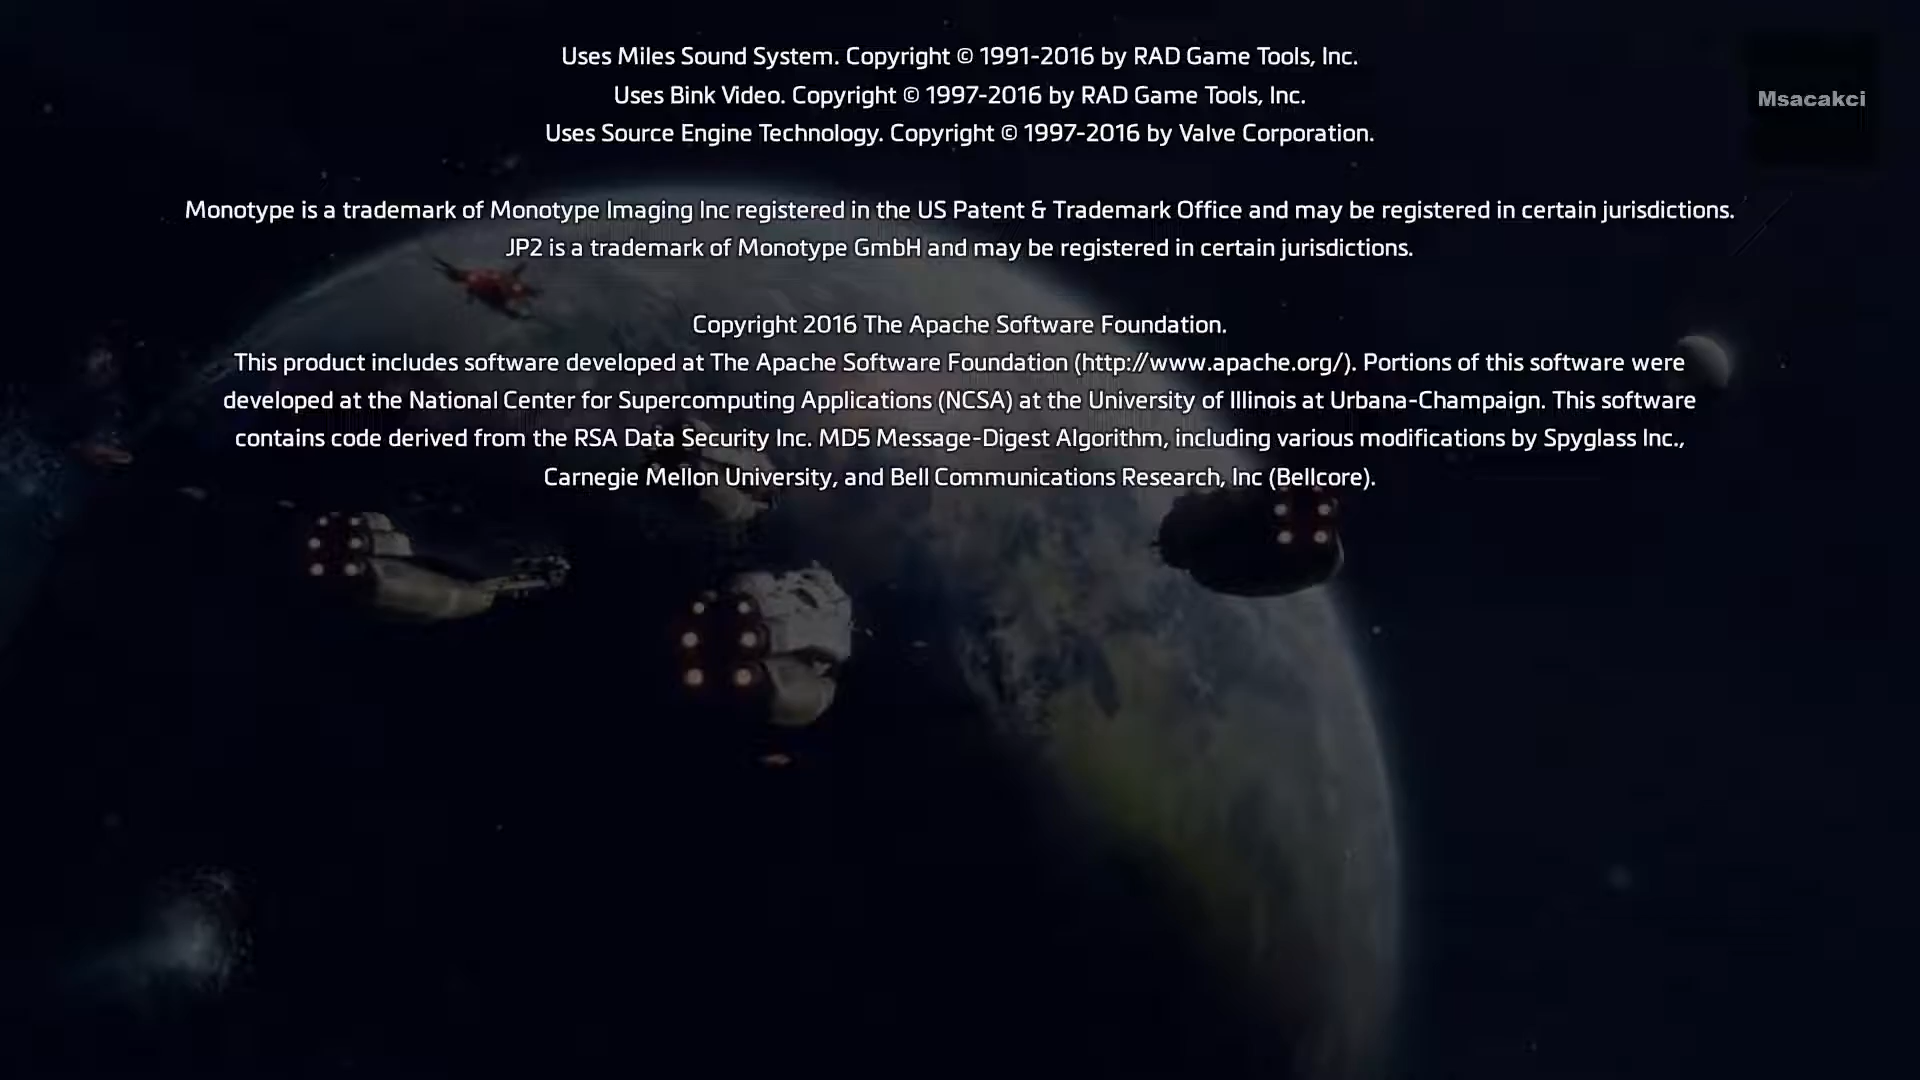 Uses Miles Sound System. Copyright © 1991-2016 by RAD Game Tools, Inc.
Uses Bink Video. Copyright © 1997-2016 by RAD Game Tools, Inc.
Uses Source Engine Technology. Copyright © 1997-2016 by Valve Corporation.
Msacakci
Monotype is a trademark of Monotype Imaging Inc registered in the US Patent & Trademark Office and may be registered in certain jurisdictions.
JP2 is a trademark of Monotype GmbH and may be registered in certain jurisdictions.
Copyright 2016 The Apache Software Foundation.
This product includes software developed at The Apache Software Foundation (http://www.apache.org/). Portions of this software were
developed at the National Center for Supercomputing Applications (NCSA) at the University of Illinois at Urbana-Champaign. This software
contains code derived from the RSA Data Security Inc. MD5 Message-Digest Algorithm, including various modifications by Spyglass Inc.,
Carnegie Mellon University, and Bell Communications Research, Inc (Bellcore).